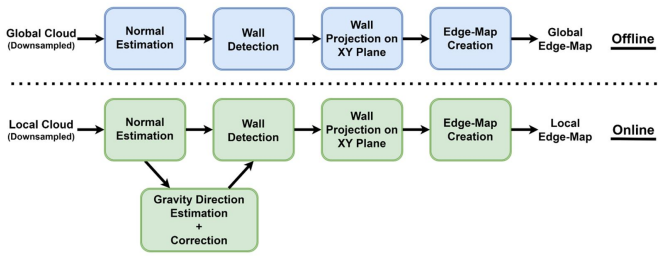 Global Cloud
(Downsampled)
Normal
Estimation
Wall
Detection
Wall
Projection on
XY Plane
Edge-Map
Creation
Global
Edge-Map
Offline
Local Cloud
(Downsampled)
Normal
Estimation
Wall
Detection
Wall
Projection on
XY Plane
Edge-Map
Creation
Local
Edge-Map
Online
Gravity Direction
Estimation
+
Correction